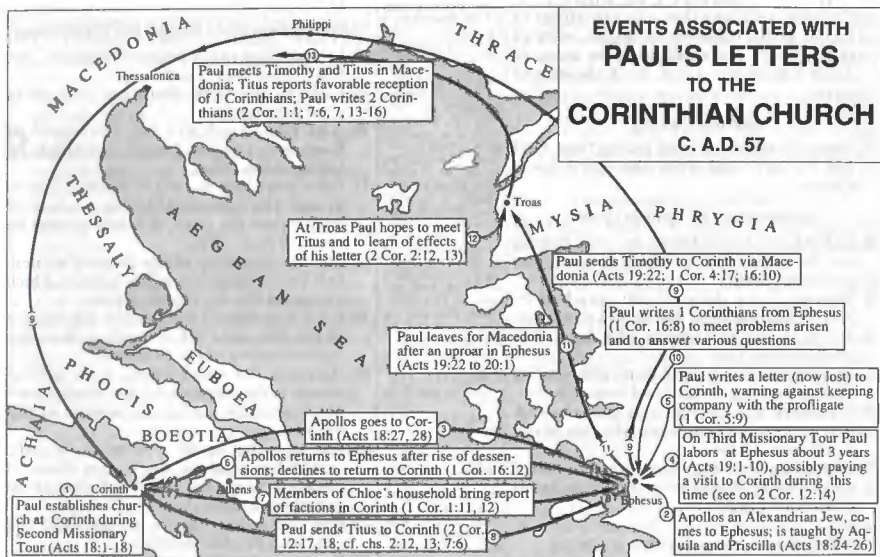 EVENTS ASSOCIATED WITH
PAUL'S LETTERS
TO THE
CORINTHIAN CHURCH
C. A.D. 57
MACEDONIA
Philippi
THRACE
Thessalonica
13
Paul meets Timothy and Titus in Mace-
donia; Titus reports favorable reception
of 1 Corinthians; Paul writes 2 Corin-
thians (2 Cor. 1:1; 7:6, 7, 13-16)
THESSALY
AEGEAN SEA
Troas
MYSIA
PHRYGIA
12
At Troas Paul hopes to meet
Titus and to learn of effects
of his letter (2 Cor. 2:12, 13)
Paul sends Timothy to Corinth via Ma-
cedonia (Acts 19:22; 1 Cor. 4:17; 16:10)
9
9
Paul writes 1 Corinthians from Ephesus
(1 Cor. 16:8) to meet problems arisen
and to answer various questions
10
Paul leaves for Macedonia
after an uproar in Ephesus
(Acts 19:22 to 20:1)
11
PHOCIS
EUBOEA
BOEOTIA
ACHAIA
5
Paul writes a letter (now lost) to
Corinth, warning against keeping
company with the profligate
(1 Cor. 5:9)
Apollos goes to Cor-
inth (Acts 18:27, 28)
3
11
9
4
On Third Missionary Tour Paul
labors at Ephesus about 3 years
(Acts 19:1-10), possibly paying
a visit to Corinth during this
time (see on 2 Cor. 12:14)
6
Apollos returns to Ephesus after rise of dessen-
sions; declines to return to Corinth (1 Cor. 16:12)
1
Corinth
Athens
7
Members of Chloe's household bring report
of factions in Corinth (1 Cor. 1:11, 12)
Ephesus
Paul establishes chur-
ch at Corinth during
Second Missionary
Tour (Acts 18:1-18)
Paul sends Titus to Corinth (2 Cor.
12:17, 18; cf. chs. 2:12, 13; 7:6)
8
2
Apollos an Alexandrian Jew, co-
mes to Ephesus; is taught by Aq-
uila and Priscilla (Acts 18:24-26)